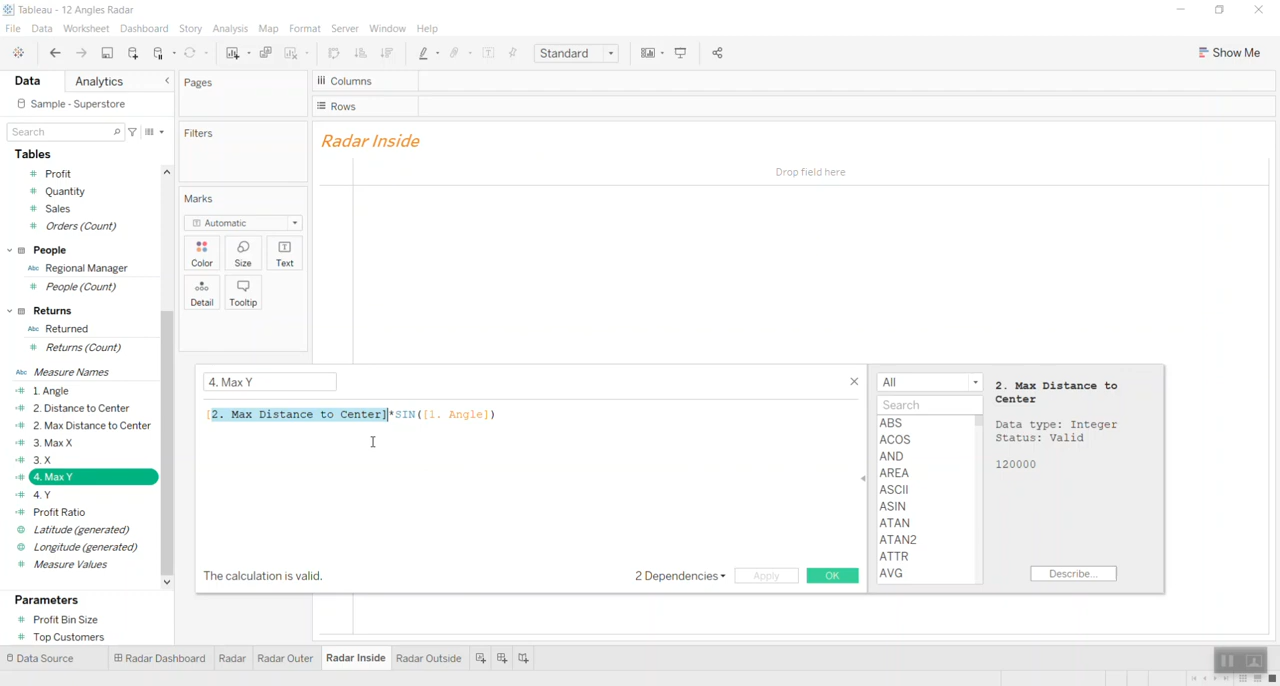 Tableau - 12 Angles Radar
File Data Worksheet Dashboard Story Analysis Map Format Server Window Help
Standard
Show Me
Data Analytics
Pages
Columns
Sample - Superstore
Rows
Search
Filters
Radar Inside
Tables
Profit
Drop field here
Quantity
Marks
Sales
Orders (Count)
Automatic
People
Color Size Text
Abc Regional Manager
People (Count)
Detail Tooltip
Returns
Abc Returned
Returns (Count)
Abc Measure Names
1. Angle
2. Distance to Center
2. Max Distance to Center
3. Max X
3. X
4. Max Y
4. Y
Profit Ratio
Latitude (generated)
Longitude (generated)
Measure Values
Parameters
Profit Bin Size
Top Customers
4. Max Y
[2. Max Distance to Center]*SIN([1. Angle])
The calculation is valid.
2 Dependencies
Apply
OK
All
Search
ABS
ACOS
AND
AREA
ASCII
ASIN
ATAN
ATAN2
ATTR
AVG
2. Max Distance to
Center
Data type: Integer
Status: Valid
120000
Describe...
Data Source Radar Dashboard Radar Radar Outer Radar Inside Radar Outside